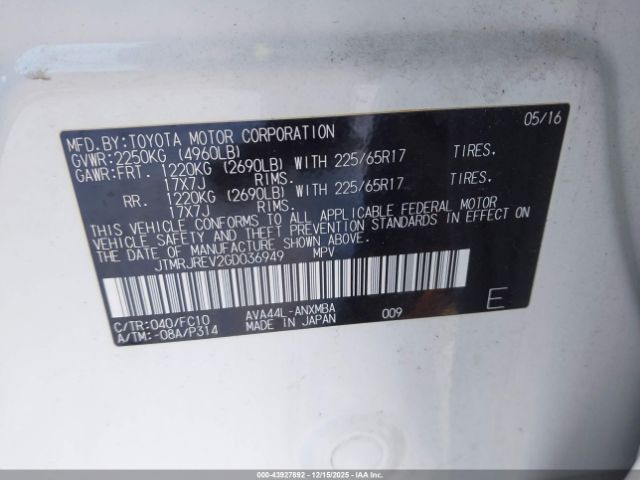 MFD.BY:TOYOTA MOTOR CORPORATION 05/16
GVWR:2250KG (4960LB)
GAWR:FRT. 1220KG (2690LB) WITH 225/65R17 TIRES.
17X7J RIMS.
RR. 1220KG (2690LB) WITH 225/65R17 TIRES.
17X7J RIMS.
THIS VEHICLE CONFORMS TO ALL APPLICABLE FEDERAL MOTOR
VEHICLE SAFETY AND THEFT PREVENTION STANDARDS IN EFFECT ON
THE DATE OF MANUFACTURE SHOWN ABOVE.
JTMRJREV2GD036949 MPV
C/TR:040/FC10 AVA44L-ANXMBA 009 E
A/TM:-08A/P314 MADE IN JAPAN
000-43927892 - 12/15/2025 - IAA Inc.